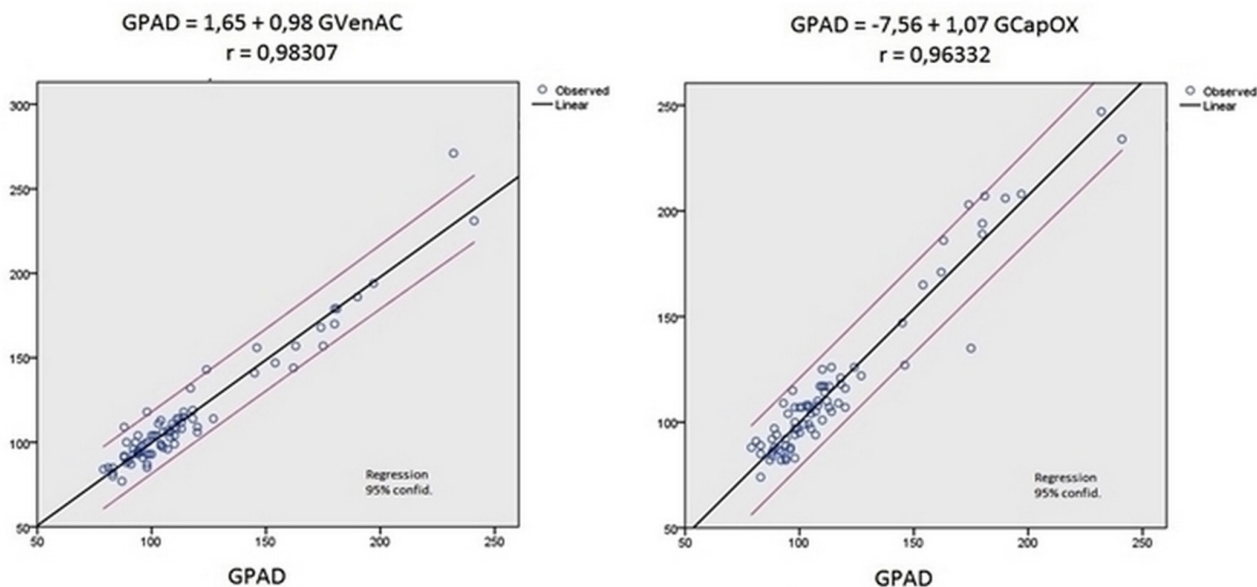 GPAD = 1,65 + 0,98 GVenAC
r = 0,98307
300
250
200
150
100
50
50
100
150
200
250
GPAD
Observed
Linear
Regression
95% confid.
GPAD = -7,56 + 1,07 GCapOX
r = 0,96332
250
200
150
100
50
50
100
150
200
250
GPAD
Observed
Linear
Regression
95% confid.